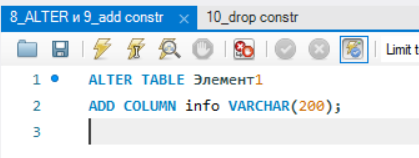 8_ALTER и 9_add constr
10_drop constr
Limit t
1 ALTER TABLE Элемент1
2 ADD COLUMN info VARCHAR(200);
3